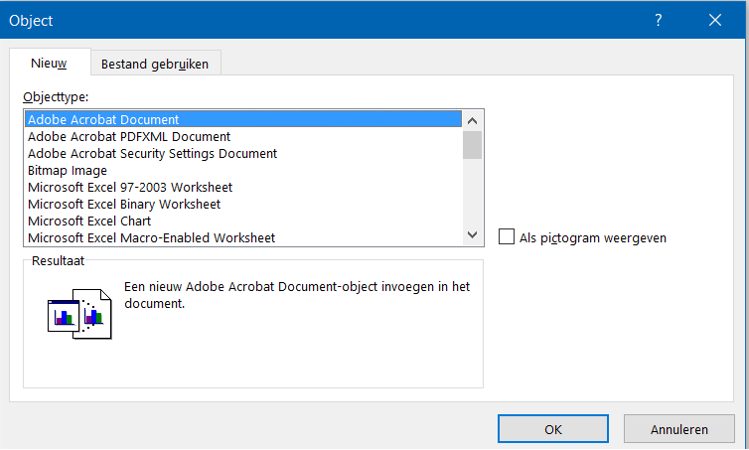 Object
?
Nieuw
Bestand gebruiken
Objecttype:
Adobe Acrobat Document
Adobe Acrobat PDFXML Document
Adobe Acrobat Security Settings Document
Bitmap Image
Microsoft Excel 97-2003 Worksheet
Microsoft Excel Binary Worksheet
Microsoft Excel Chart
Microsoft Excel Macro-Enabled Worksheet
Als pictogram weergeven
Resultaat
Een nieuw Adobe Acrobat Document-object invoegen in het
document.
OK
Annuleren